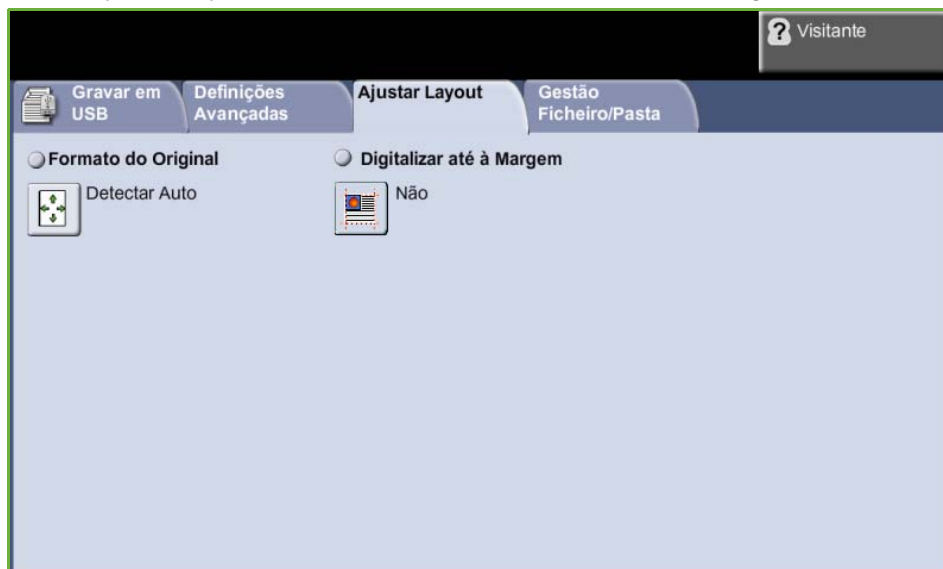 Visitante
Gravar em
USB
Definições
Avançadas
Ajustar Layout
Gestão
Ficheiro/Pasta
Formato do Original
Detectar Auto
Digitalizar até à Margem
Não